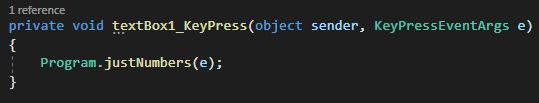 1 reference
private void textBox1_KeyPress(object sender, KeyPressEventArgs e)
{
Program.justNumbers(e);
}